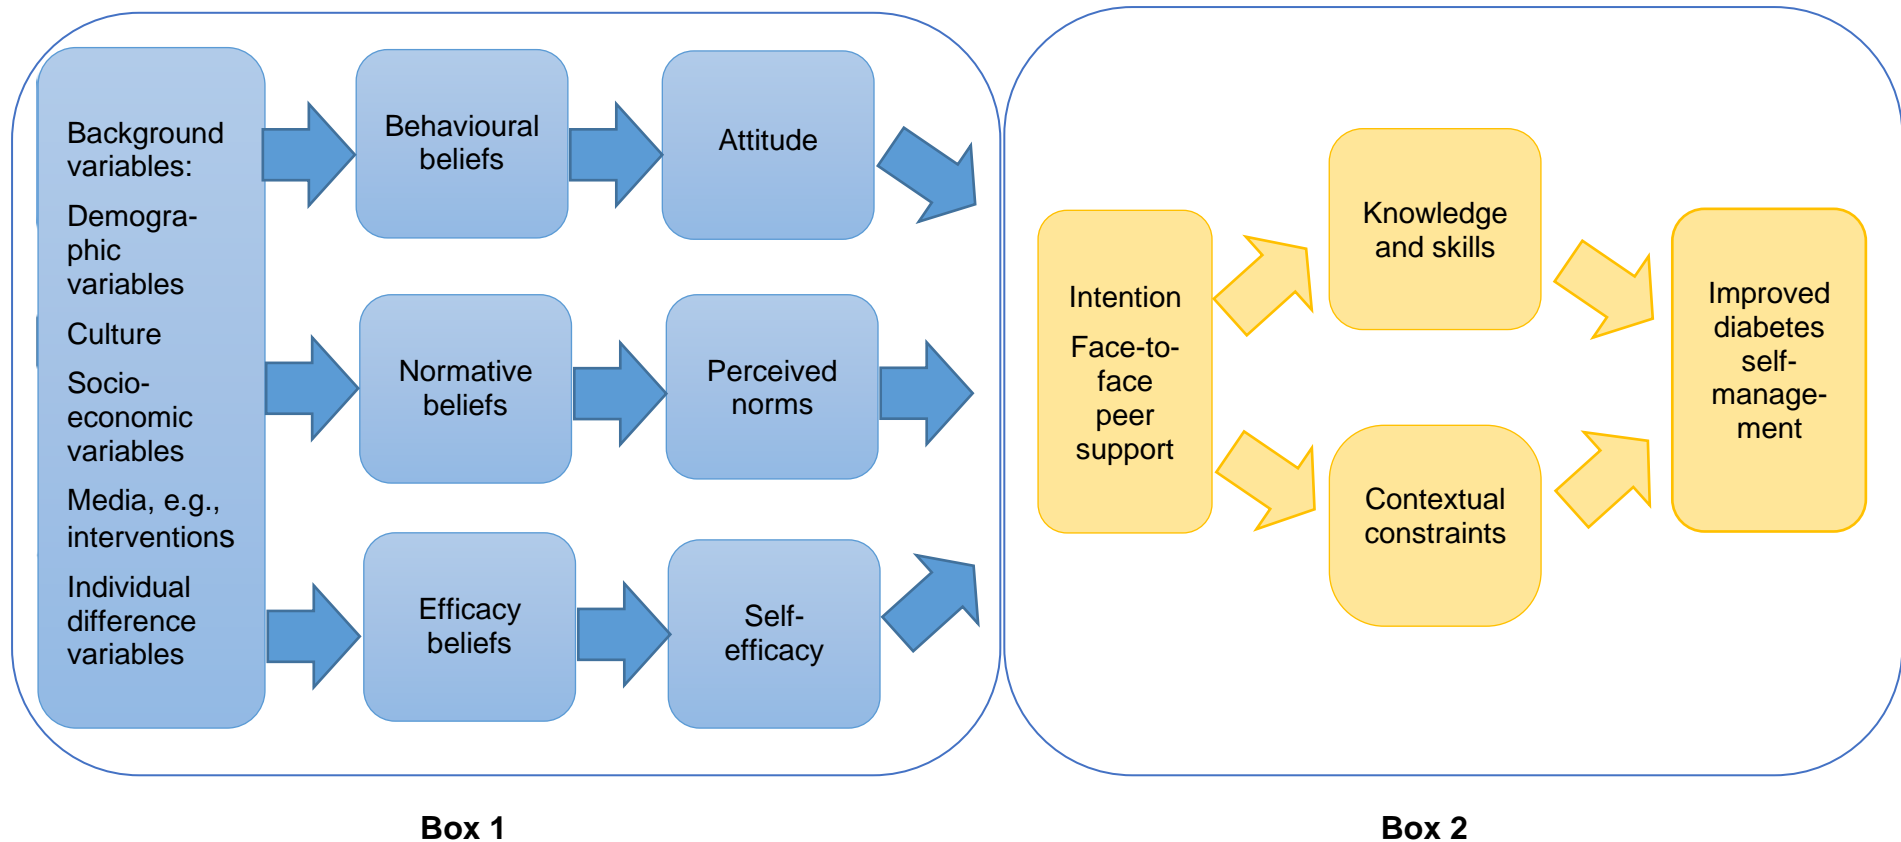 Background
variables:
Demogra-
phic
variables
Culture
Socio-
economic
variables
Media, e.g.,
interventions
Individual
difference
variables
Behavioural
beliefs
Attitude
Normative
beliefs
Perceived
norms
Efficacy
beliefs
Self-
efficacy
Intention
Face-to-
face
peer
support
Knowledge
and skills
Contextual
constraints
Improved
diabetes
self-
manage-
ment
Box 1
Box 2